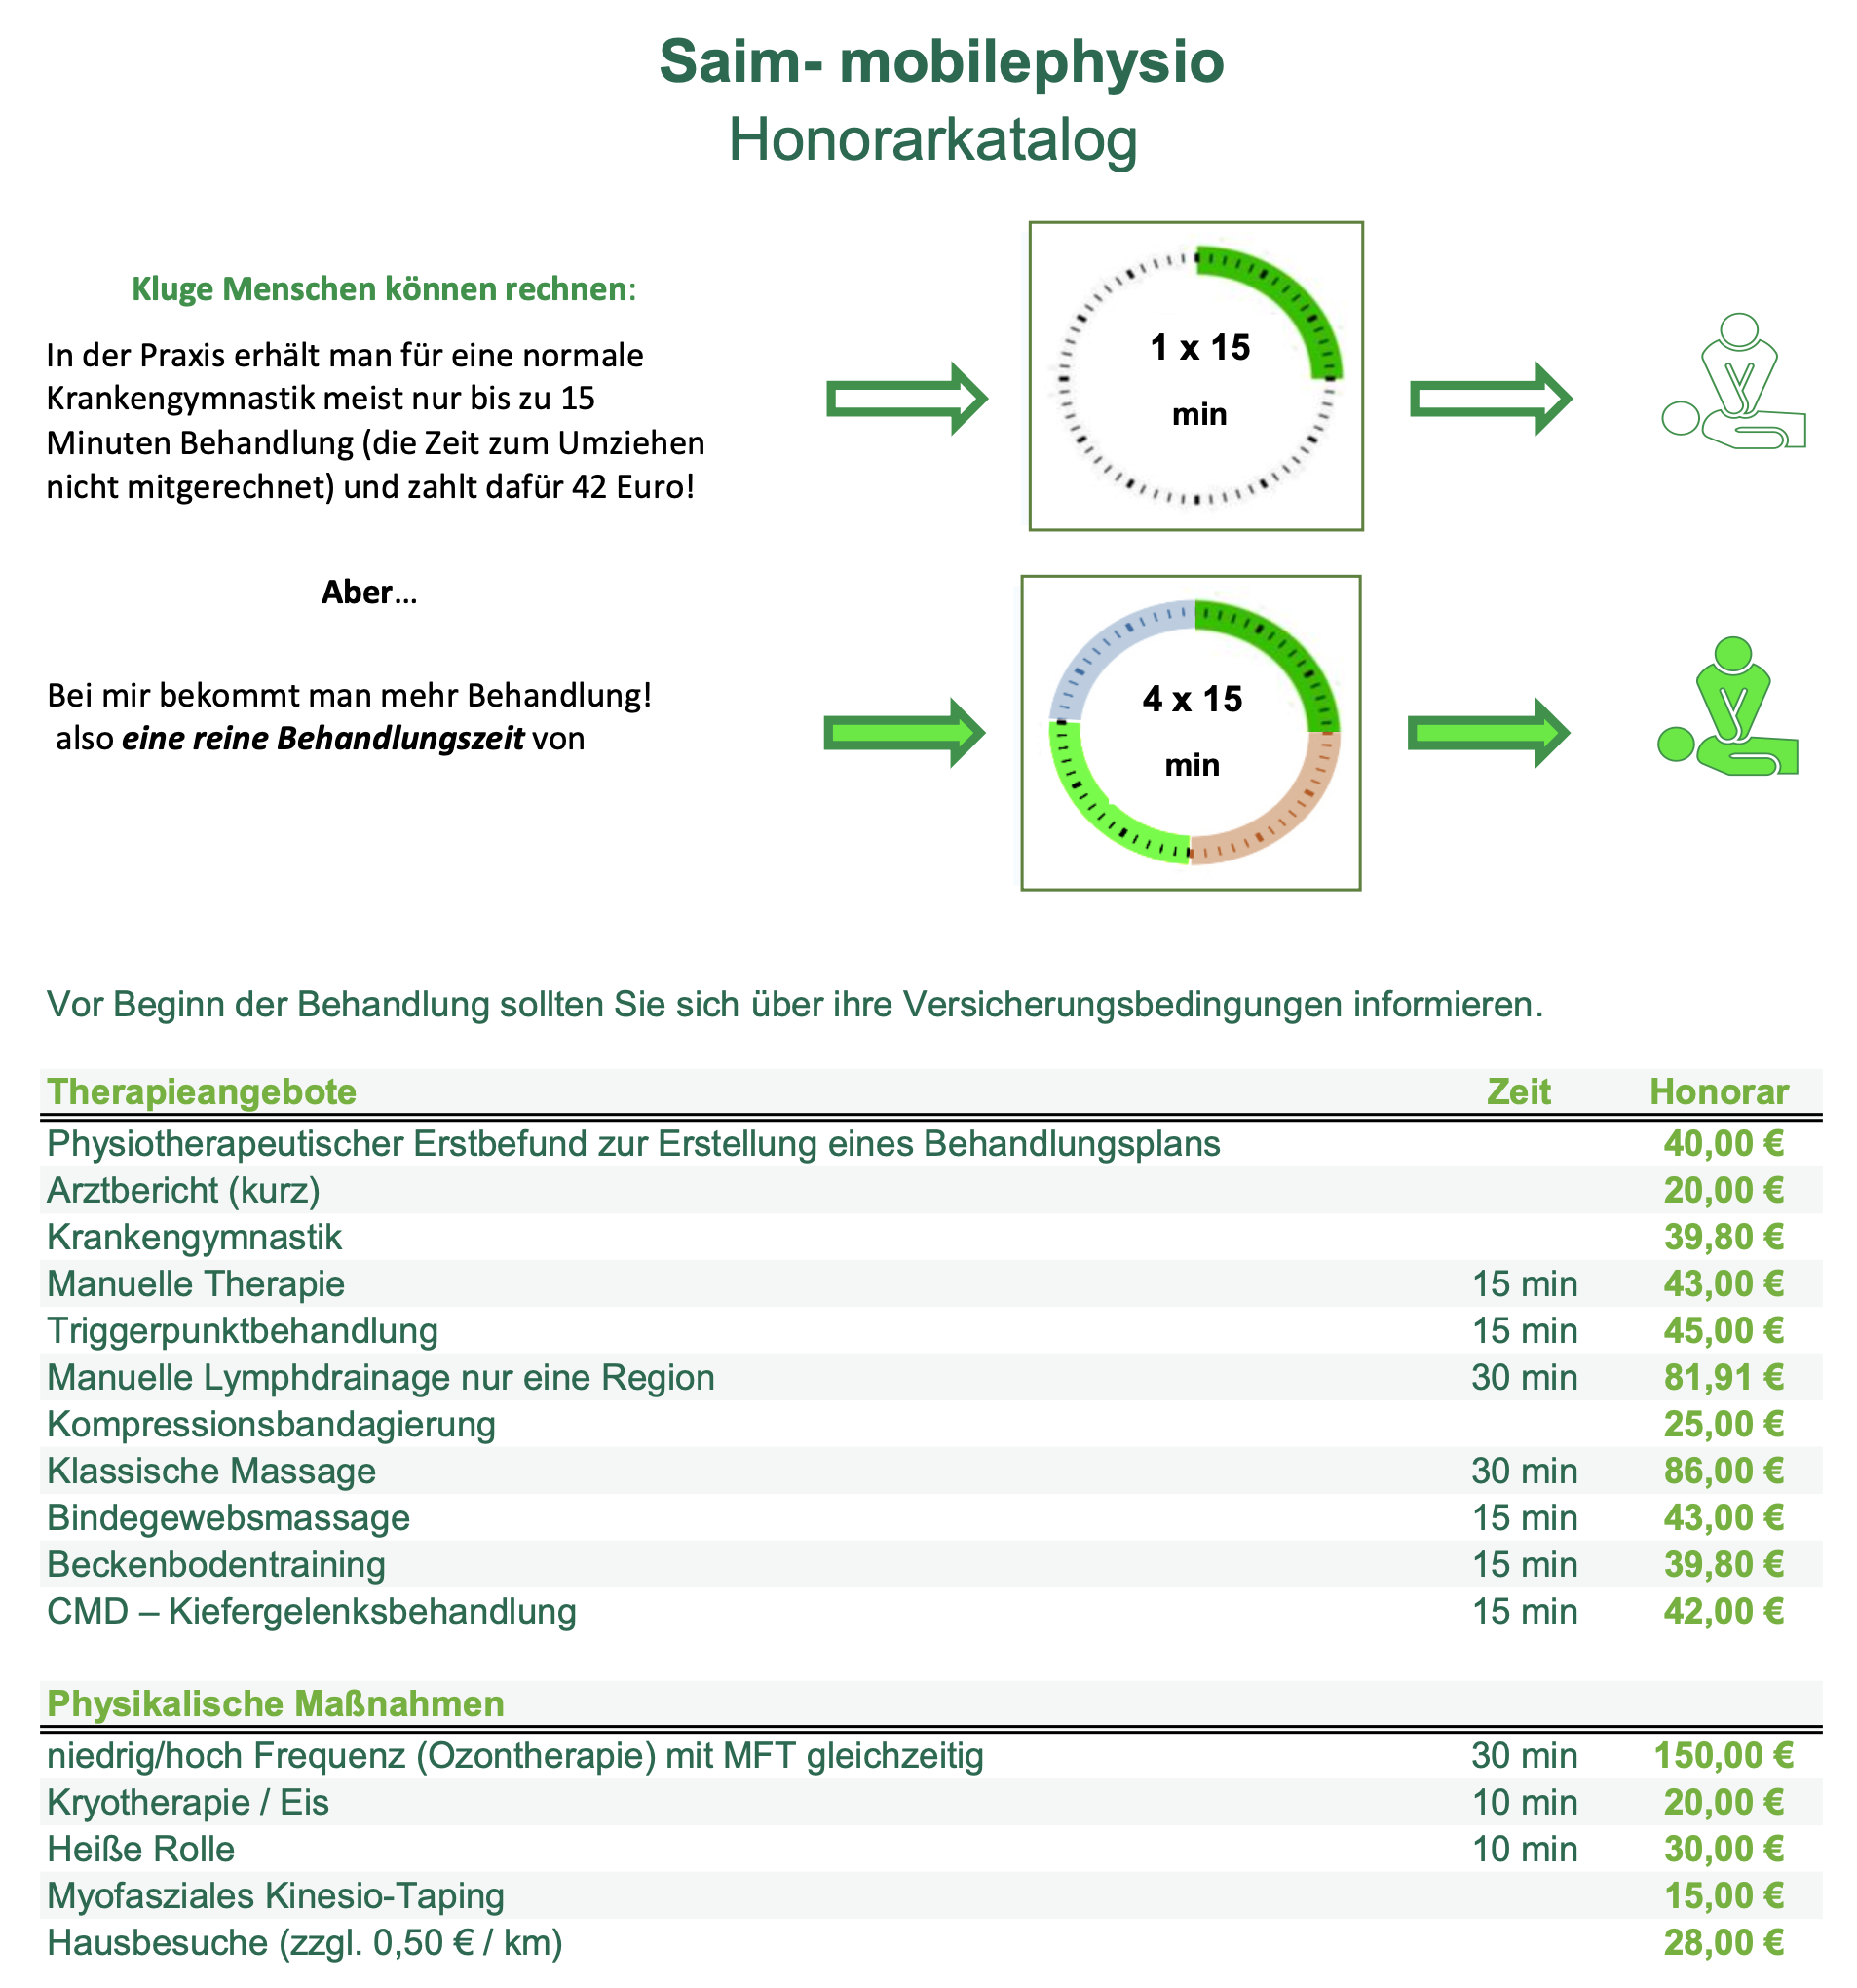 Saim- mobilephysio
Honorarkatalog
Kluge Menschen können rechnen:
In der Praxis erhält man für eine normale
Krankengymnastik meist nur bis zu 15
Minuten Behandlung (die Zeit zum Umziehen
nicht mitgerechnet) und zahlt dafür 42 Euro!
1 x 15
min
Aber...
Bei mir bekommt man mehr Behandlung!
also eine reine Behandlungszeit von
4 x 15
min
Vor Beginn der Behandlung sollten Sie sich über ihre Versicherungsbedingungen informieren.
Therapieangebote Zeit Honorar
Physiotherapeutischer Erstbefund zur Erstellung eines Behandlungsplans 40,00 €
Arztbericht (kurz) 20,00 €
Krankengymnastik 39,80 €
Manuelle Therapie 15 min 43,00 €
Triggerpunktbehandlung 15 min 45,00 €
Manuelle Lymphdrainage nur eine Region 30 min 81,91 €
Kompressionsbandagierung 25,00 €
Klassische Massage 30 min 86,00 €
Bindegewebsmassage 15 min 43,00 €
Beckenbodentraining 15 min 39,80 €
CMD – Kiefergelenksbehandlung 15 min 42,00 €
Physikalische Maßnahmen
niedrig/hoch Frequenz (Ozontherapie) mit MFT gleichzeitig 30 min 150,00 €
Kryotherapie / Eis 10 min 20,00 €
Heiße Rolle 10 min 30,00 €
Myofasziales Kinesio-Taping 15,00 €
Hausbesuche (zzgl. 0,50 € / km) 28,00 €